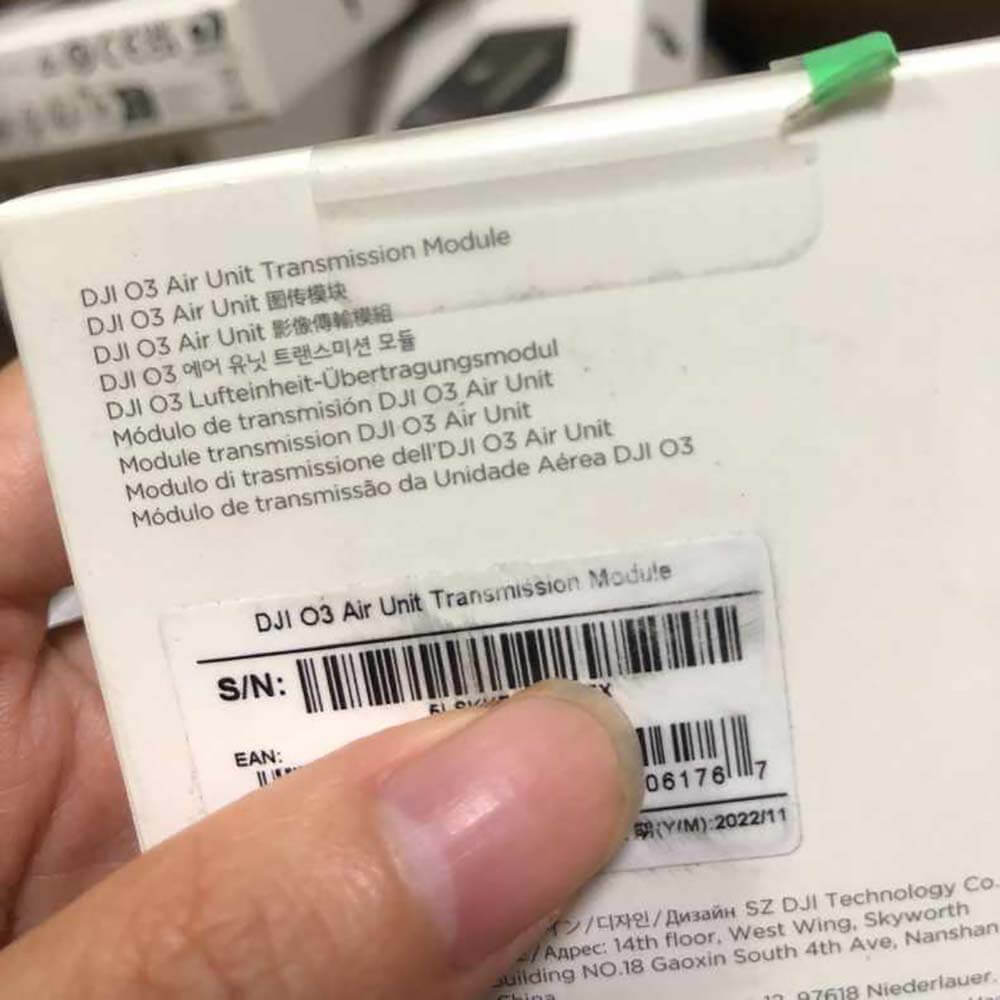 DJI O3 Air Unit Transmission Module
DJI O3 Air Unit 图传模块
DJI O3 Air Unit 影像傳輸模組
DJI O3 에어 유닛 트랜스미션 모듈
DJI O3 Lufteinheit-Übertragungsmodul
Módulo de transmisión DJI O3 Air Unit
Module transmission DJI O3 Air Unit
Modulo di trasmissione dell'DJI O3 Air Unit
Módulo de transmissão da Unidade Aérea DJI O3
DJI O3 Air Unit Transmission Module
S/N:
EAN:
06176 7
期(Y/M):2022/11
イン/디자인/Дизайн SZ DJI Technology Co.
/Адрес: 14th floor, West Wing, Skyworth
Building NO.18 Gaoxin South 4th Ave, Nanshan
China
97618 Niederlauer,